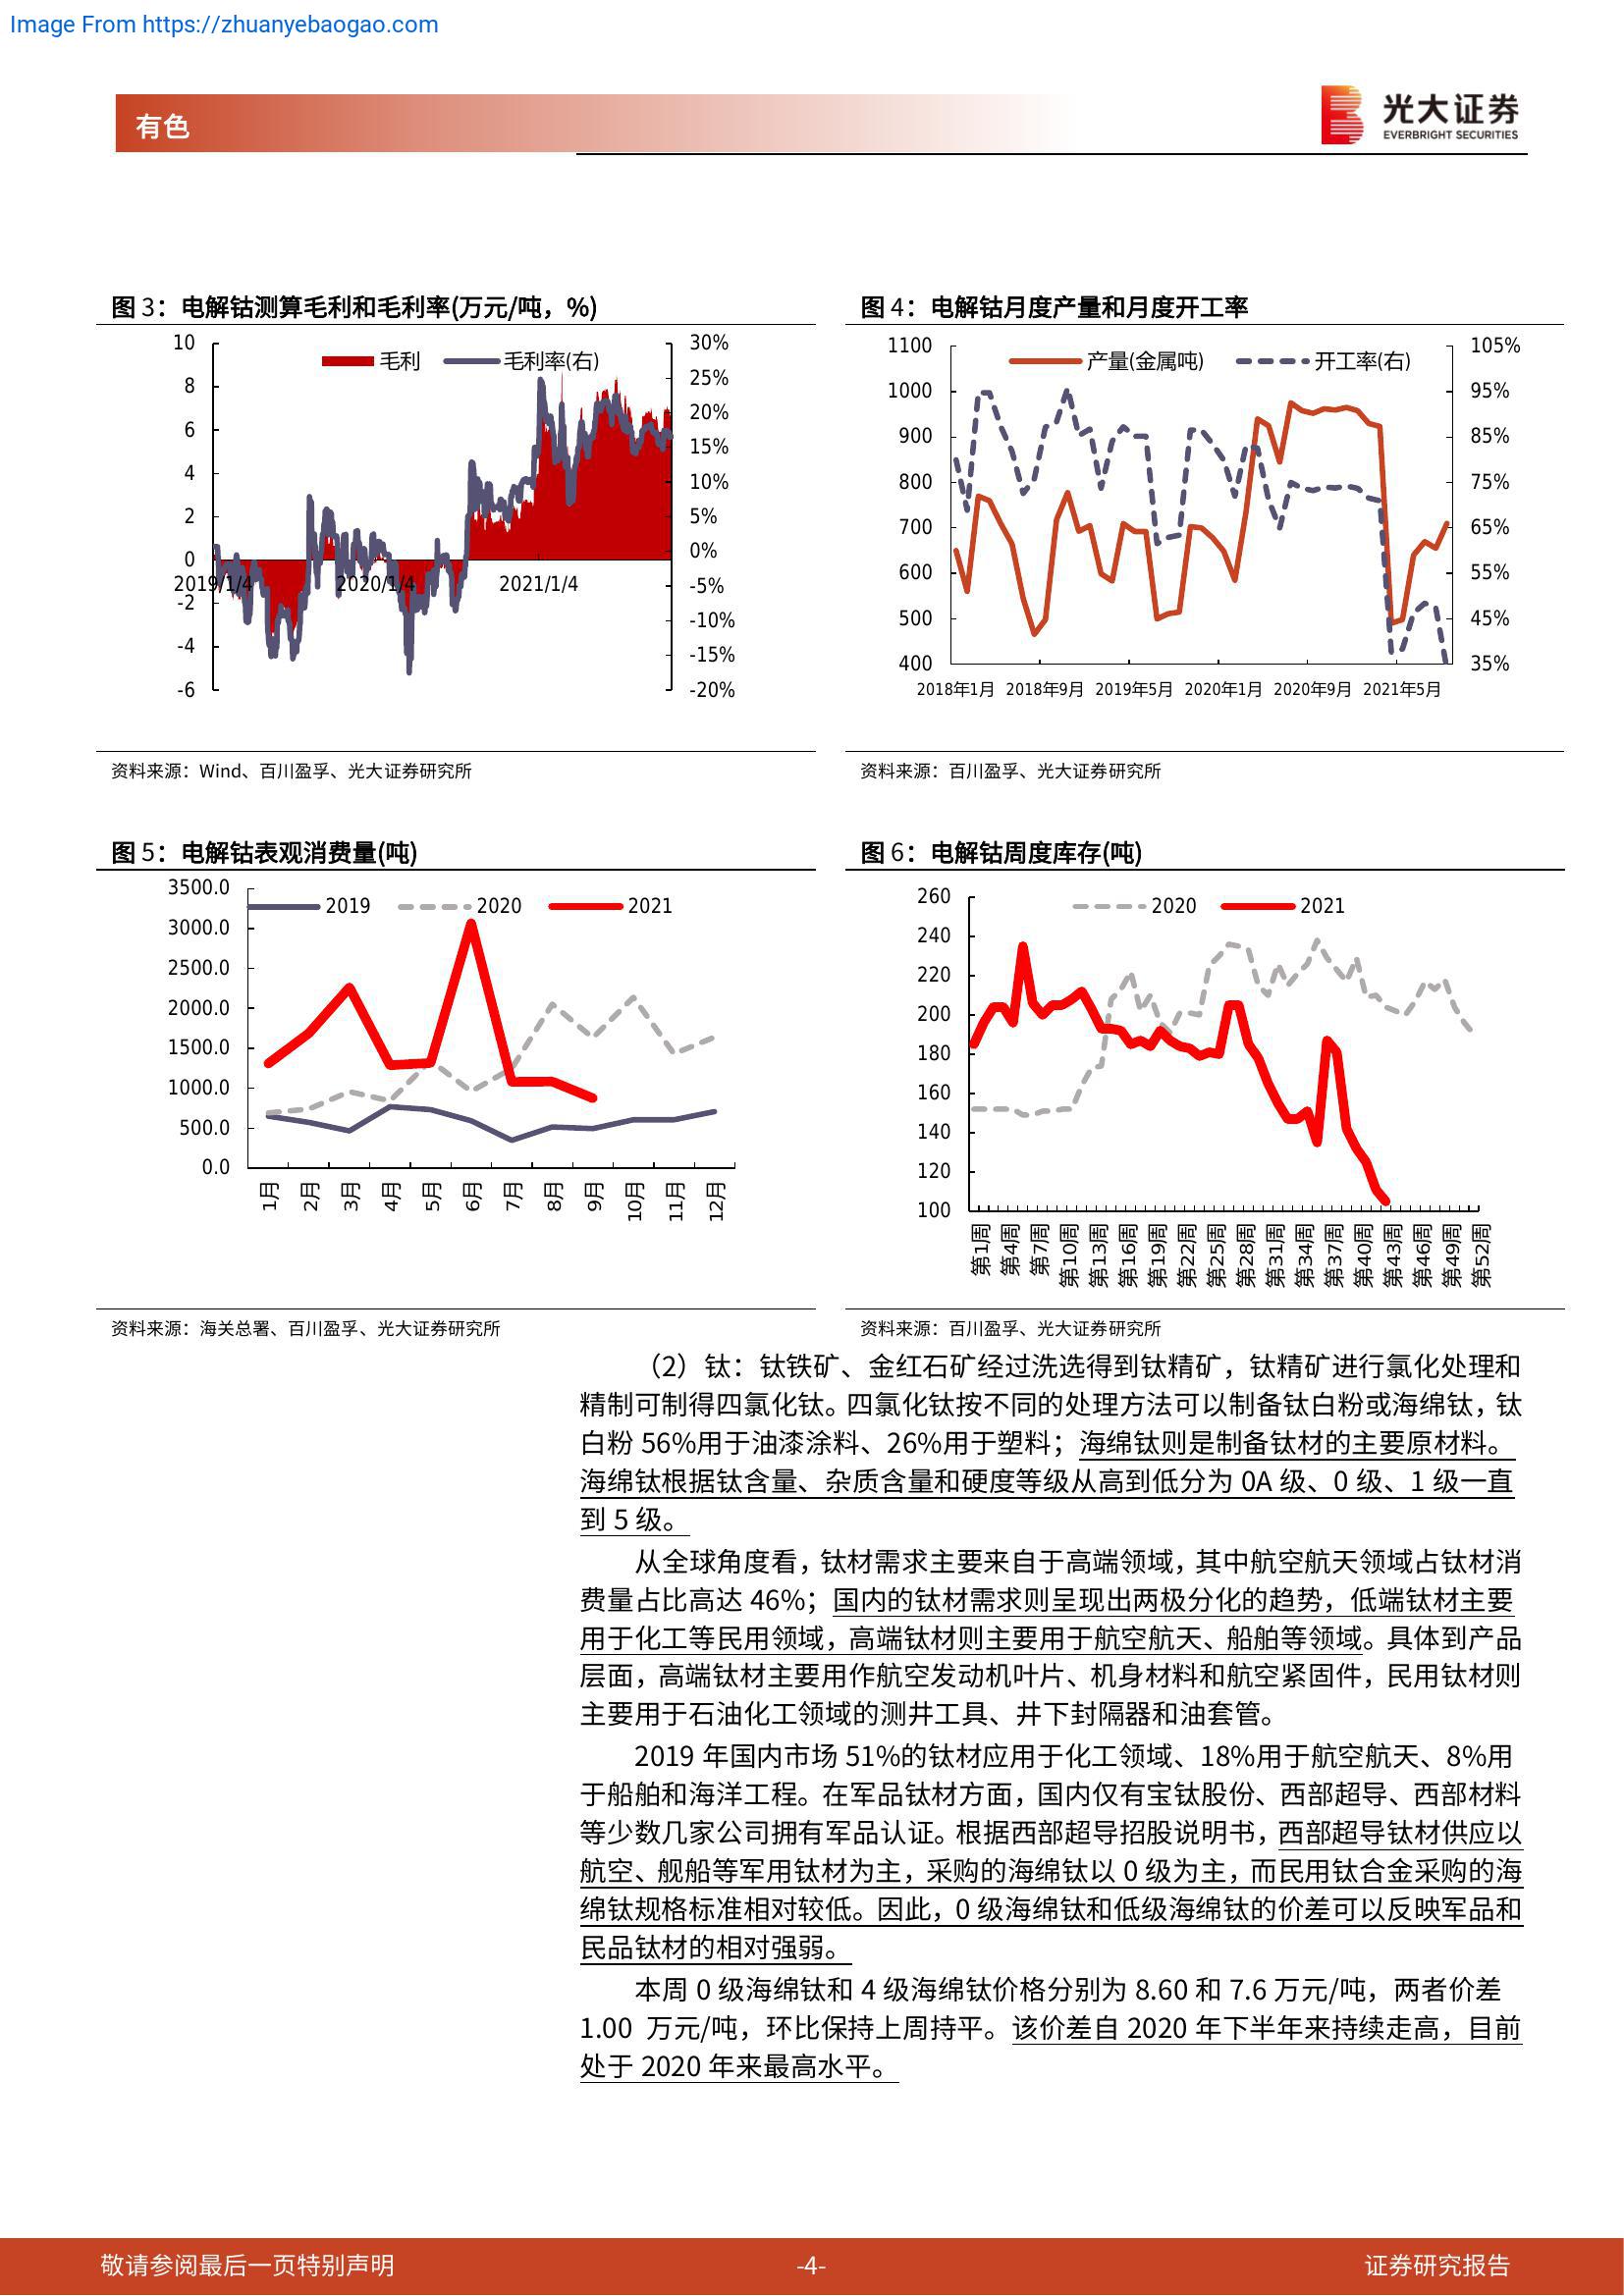 Image From https://zhuanyebaogao.com
有色
光大证券
EVERBRIGHT SECURITIES
图 3：电解钴测算毛利和毛利率(万元/吨，%)
毛利
毛利率(右)
10
8
6
4
2
0
-2
-4
-6
30%
25%
20%
15%
10%
5%
0%
-5%
-10%
-15%
-20%
2019/1/4
2020/1/4
2021/1/4
资料来源：Wind、百川盈孚、光大证券研究所
图 4：电解钴月度产量和月度开工率
产量(金属吨)
开工率(右)
1100
1000
900
800
700
600
500
400
105%
95%
85%
75%
65%
55%
45%
35%
2018年1月 2018年9月 2019年5月 2020年1月 2020年9月 2021年5月
资料来源：百川盈孚、光大证券研究所
图 5：电解钴表观消费量(吨)
2019
2020
2021
3500.0
3000.0
2500.0
2000.0
1500.0
1000.0
500.0
0.0
1月
2月
3月
4月
5月
6月
7月
8月
9月
10月
11月
12月
资料来源：海关总署、百川盈孚、光大证券研究所
图 6：电解钴周度库存(吨)
2020
2021
260
240
220
200
180
160
140
120
100
第1周
第4周
第7周
第10周
第13周
第16周
第19周
第22周
第25周
第28周
第31周
第34周
第37周
第40周
第43周
第46周
第49周
第52周
资料来源：百川盈孚、光大证券研究所
（2）钛：钛铁矿、金红石矿经过洗选得到钛精矿，钛精矿进行氯化处理和
精制可制得四氯化钛。四氯化钛按不同的处理方法可以制备钛白粉或海绵钛，钛
白粉 56%用于油漆涂料、26%用于塑料；海绵钛则是制备钛材的主要原材料。
海绵钛根据钛含量、杂质含量和硬度等级从高到低分为 0A 级、0 级、1 级一直
到 5 级。
从全球角度看，钛材需求主要来自于高端领域，其中航空航天领域占钛材消
费量占比高达 46%；国内的钛材需求则呈现出两极分化的趋势，低端钛材主要
用于化工等民用领域，高端钛材则主要用于航空航天、船舶等领域。具体到产品
层面，高端钛材主要用作航空发动机叶片、机身材料和航空紧固件，民用钛材则
主要用于石油化工领域的测井工具、井下封隔器和油套管。
2019 年国内市场 51%的钛材应用于化工领域、18%用于航空航天、8%用
于船舶和海洋工程。在军品钛材方面，国内仅有宝钛股份、西部超导、西部材料
等少数几家公司拥有军品认证。根据西部超导招股说明书，西部超导钛材供应以
航空、舰船等军用钛材为主，采购的海绵钛以 0 级为主，而民用钛合金采购的海
绵钛规格标准相对较低。因此，0 级海绵钛和低级海绵钛的价差可以反映军品和
民品钛材的相对强弱。
本周 0 级海绵钛和 4 级海绵钛价格分别为 8.60 和 7.6 万元/吨，两者价差
1.00 万元/吨，环比保持上周持平。该价差自 2020 年下半年来持续走高，目前
处于 2020 年来最高水平。
敬请参阅最后一页特别声明
-4-
证券研究报告